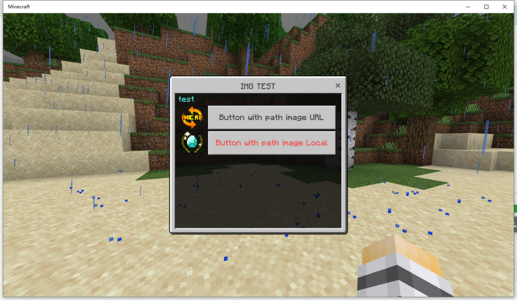 Minecraft
IMG TEST
test
Button with path image URL
Button with path image Local